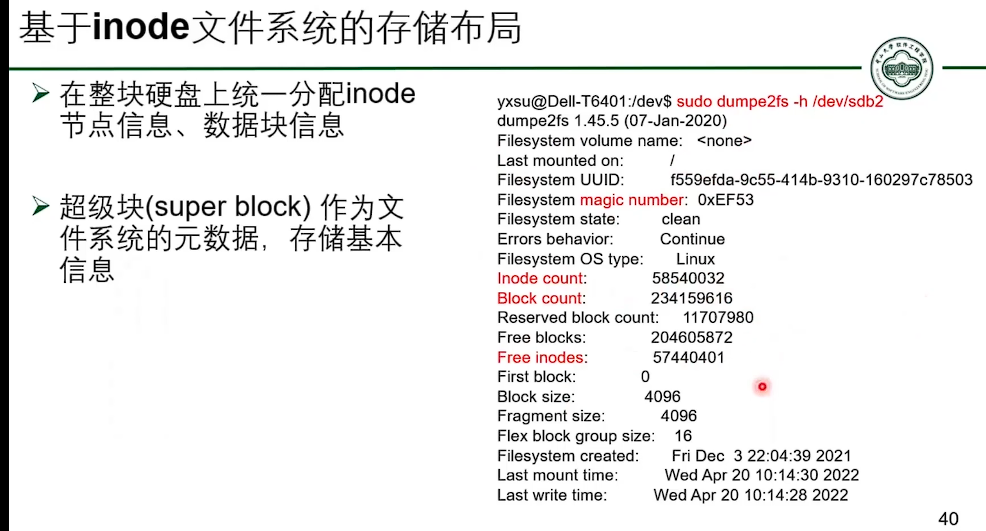 基于inode文件系统的存储布局
在整块硬盘上统一分配inode
节点信息、数据块信息
超级块(super block) 作为文
件系统的元数据，存储基本
信息
yxsu@Dell-T6401:/dev$ sudo dumpe2fs -h /dev/sdb2
dumpe2fs 1.45.5 (07-Jan-2020)
Filesystem volume name: <none>
Last mounted on: /
Filesystem UUID: f559efda-9c55-414b-9310-160297c78503
Filesystem magic number: 0xEF53
Filesystem state: clean
Errors behavior: Continue
Filesystem OS type: Linux
Inode count: 58540032
Block count: 234159616
Reserved block count: 11707980
Free blocks: 204605872
Free inodes: 57440401
First block: 0
Block size: 4096
Fragment size: 4096
Flex block group size: 16
Filesystem created: Fri Dec 3 22:04:39 2021
Last mount time: Wed Apr 20 10:14:30 2022
Last write time: Wed Apr 20 10:14:28 2022
40